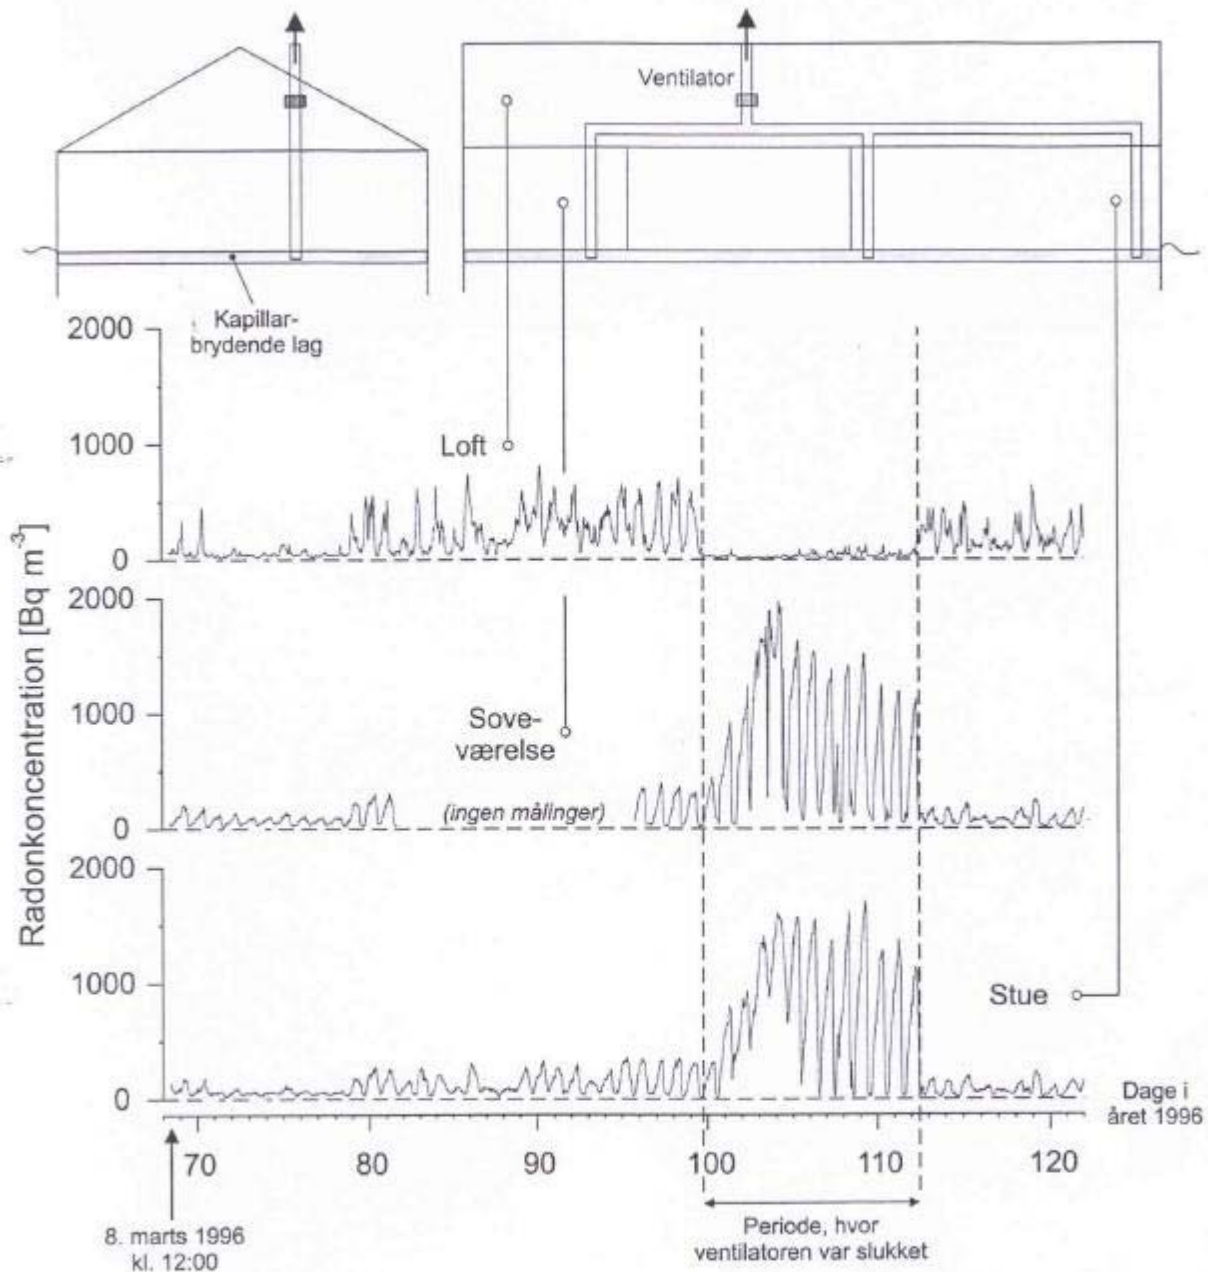 Ventilator
Kapillar-
brydende lag
2000
1000
0
Loft
2000
1000
0
Sove-
værelse
(ingen målinger)
2000
1000
0
Stue
Radonkoncentration [Bq m-3]
70
80
90
100
110
120
Dage i
året 1996
8. marts 1996
kl. 12:00
Periode, hvor
ventilatoren var slukket